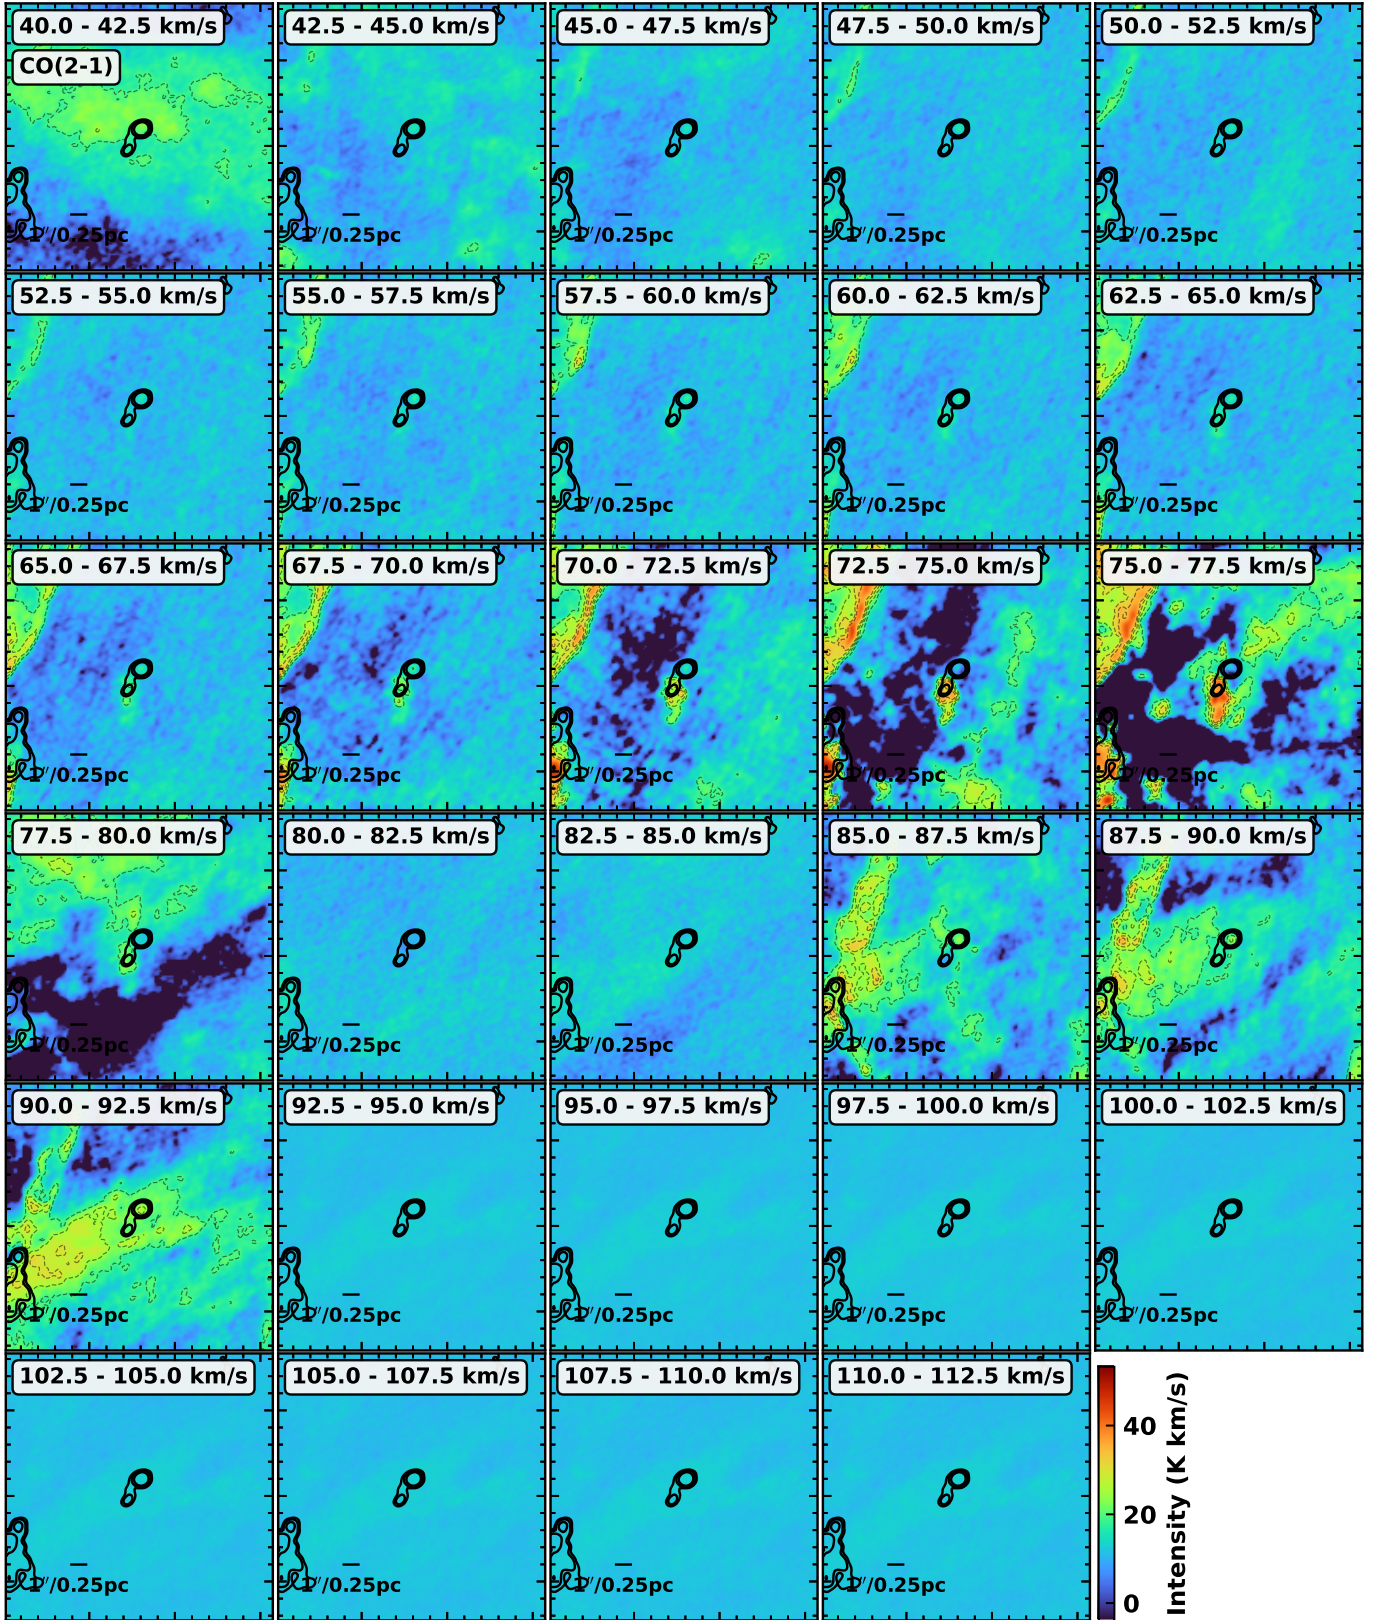 40.0 - 42.5 km/s
42.5 - 45.0 km/s
45.0 - 47.5 km/s
47.5 - 50.0 km/s
50.0 - 52.5 km/s
CO(2-1)
1″/0.25pc
1″/0.25pc
1″/0.25pc
1″/0.25pc
1″/0.25pc
52.5 - 55.0 km/s
55.0 - 57.5 km/s
57.5 - 60.0 km/s
60.0 - 62.5 km/s
62.5 - 65.0 km/s
1″/0.25pc
1″/0.25pc
1″/0.25pc
1″/0.25pc
1″/0.25pc
65.0 - 67.5 km/s
67.5 - 70.0 km/s
70.0 - 72.5 km/s
72.5 - 75.0 km/s
75.0 - 77.5 km/s
1″/0.25pc
1″/0.25pc
1″/0.25pc
1″/0.25pc
1″/0.25pc
77.5 - 80.0 km/s
80.0 - 82.5 km/s
82.5 - 85.0 km/s
85.0 - 87.5 km/s
87.5 - 90.0 km/s
1″/0.25pc
1″/0.25pc
1″/0.25pc
1″/0.25pc
1″/0.25pc
90.0 - 92.5 km/s
92.5 - 95.0 km/s
95.0 - 97.5 km/s
97.5 - 100.0 km/s
100.0 - 102.5 km/s
1″/0.25pc
1″/0.25pc
1″/0.25pc
1″/0.25pc
1″/0.25pc
102.5 - 105.0 km/s
105.0 - 107.5 km/s
107.5 - 110.0 km/s
110.0 - 112.5 km/s
1″/0.25pc
1″/0.25pc
1″/0.25pc
1″/0.25pc
40
20
0
Intensity (K km/s)